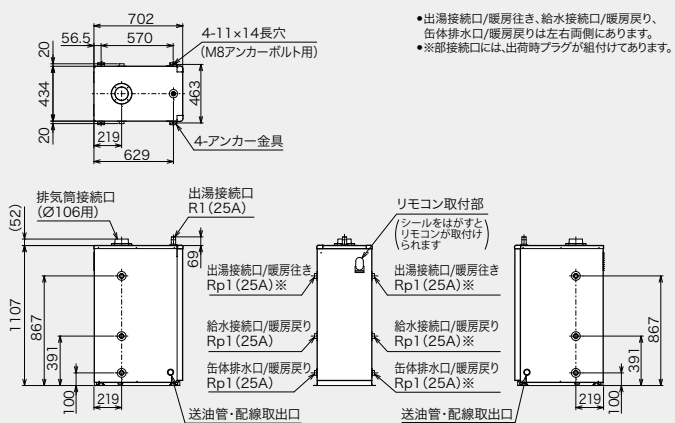 702
56.5
570
4-11×14長穴
(M8アンカーボルト用)
20
434
20
463
219
629
4-アンカー金具
●出湯接続口/暖房往き、給水接続口/暖房戻り、
缶体排水口/暖房戻りは左右両側にあります。
●※部接続口には、出荷時プラグが組付けてあります。
排気筒接続口
(Ø106用)
出湯接続口
R1(25A)
(52)
69
1107
867
391
100
219
送油管・配線取出口
リモコン取付部
(シールをはがすと
リモコンが取付け
られます)
出湯接続口/暖房往き
Rp1(25A)※
給水接続口/暖房戻り
Rp1(25A)
缶体排水口/暖房戻り
Rp1(25A)
出湯接続口/暖房往き
Rp1(25A)※
給水接続口/暖房戻り
Rp1(25A)※
缶体排水口/暖房戻り
Rp1(25A)※
867
391
100
219
送油管・配線取出口